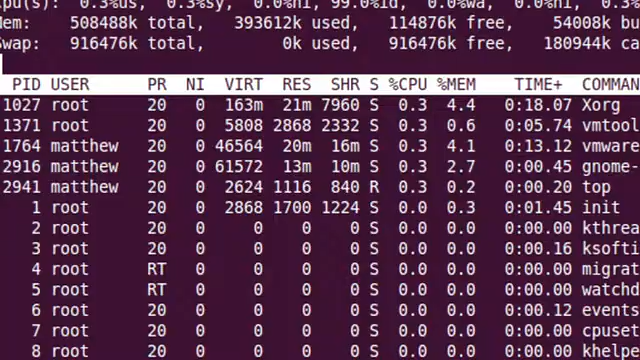 Cpu(s):  0.3%us,  0.3%sy,  0.0%ni, 99.0%id,  0.0%wa,  0.0%hi,  0.3%
Mem:    508488k total,   393612k used,   114876k free,    54008k bu
Swap:   916476k total,        0k used,   916476k free,   180944k ca
PID USER      PR  NI  VIRT  RES  SHR S %CPU %MEM    TIME+  COMMAN
1027 root      20   0  163m  21m 7960 S  0.3  4.4   0:18.07 Xorg
1371 root      20   0  5808 2868 2332 S  0.3  0.6   0:05.74 vmtool
1764 matthew   20   0 46564  20m  16m S  0.3  4.1   0:13.12 vmware
2916 matthew   20   0 61572  13m  10m S  0.3  2.7   0:00.45 gnome-
2941 matthew   20   0  2624 1116  840 R  0.3  0.2   0:00.20 top
1 root      20   0  2868 1700 1224 S  0.0  0.3   0:01.45 init
2 root      20   0     0    0    0 S  0.0  0.0   0:00.00 kthrea
3 root      20   0     0    0    0 S  0.0  0.0   0:00.16 ksofti
4 root      RT   0     0    0    0 S  0.0  0.0   0:00.00 migrat
5 root      RT   0     0    0    0 S  0.0  0.0   0:00.00 watchd
6 root      20   0     0    0    0 S  0.0  0.0   0:00.12 events
7 root      20   0     0    0    0 S  0.0  0.0   0:00.00 cpuset
8 root      20   0     0    0    0 S  0.0  0.0   0:00.00 khelpe